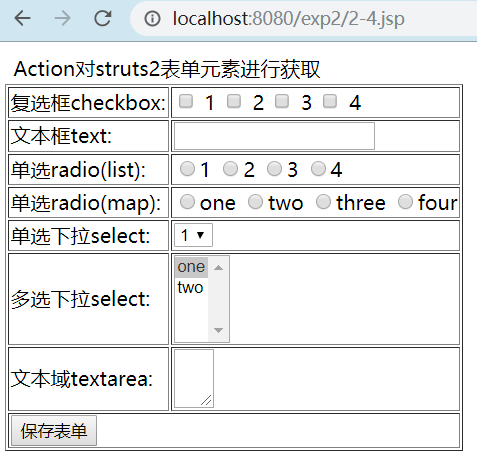 localhost:8080/exp2/2-4.jsp
Action对struts2表单元素进行获取
复选框checkbox: 1 2 3 4
文本框text:
单选radio(list): 1 2 3 4
单选radio(map): one two three four
单选下拉select: 1
多选下拉select: one
two
文本域textarea:
保存表单